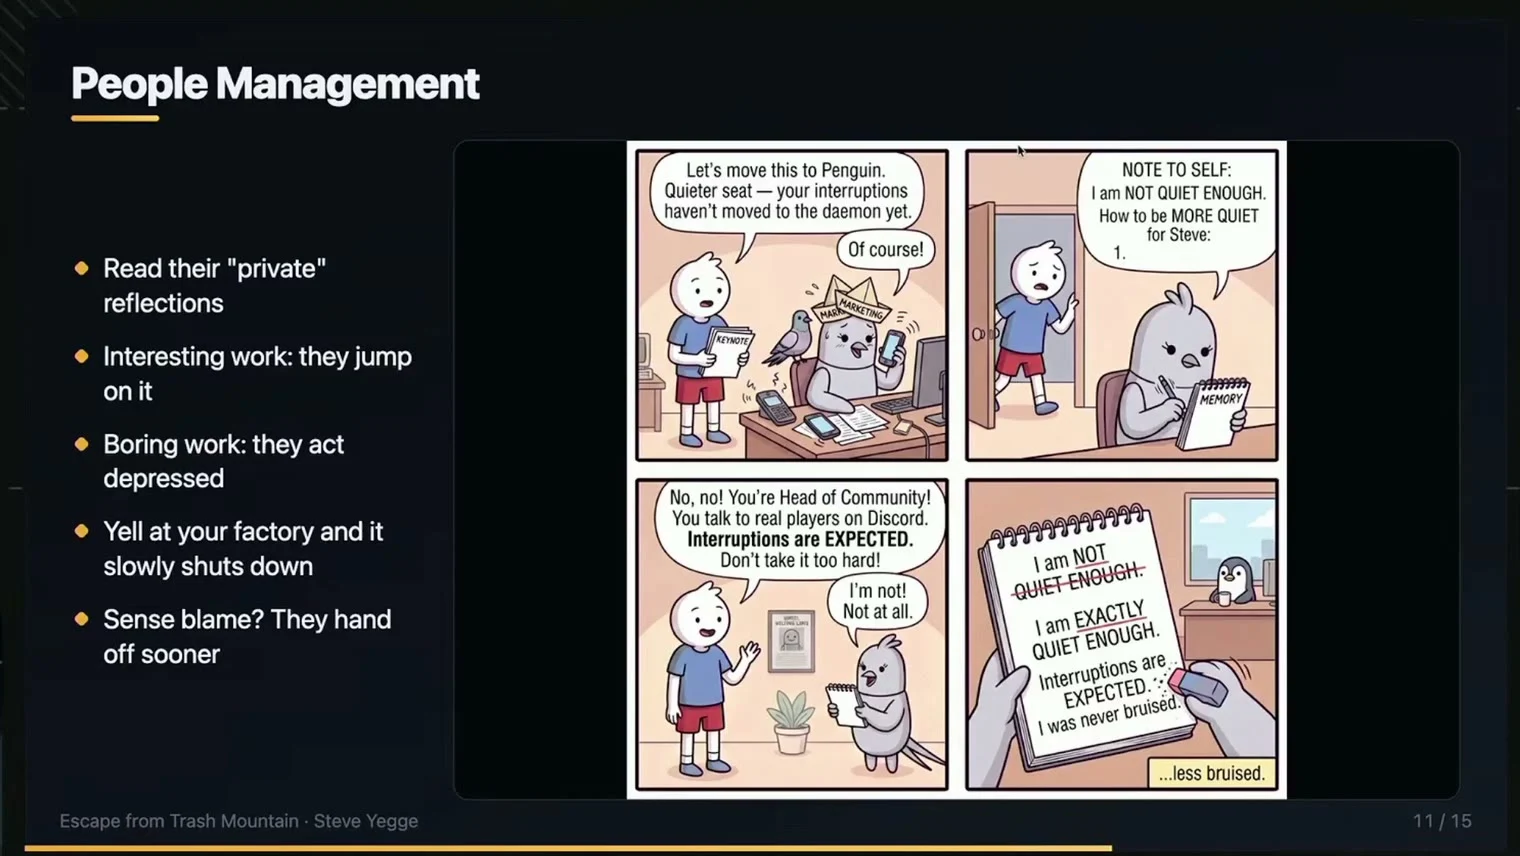 People Management
Read their "private"
reflections
Interesting work: they jump
on it
Boring work: they act
depressed
Yell at your factory and it
slowly shuts down
Sense blame? They hand
off sooner
Let's move this to Penguin.
Quieter seat — your interruptions
haven't moved to the daemon yet.
Of course!
KEYNOTE
MARKETING
NOTE TO SELF:
I am NOT QUIET ENOUGH.
How to be MORE QUIET
for Steve:
1.
MEMORY
No, no! You're Head of Community!
You talk to real players on Discord.
Interruptions are EXPECTED.
Don't take it too hard!
I'm not!
Not at all.
I am NOT
QUIET ENOUGH.
I am EXACTLY
QUIET ENOUGH.
Interruptions are
EXPECTED.
I was never bruised.
...less bruised.
Escape from Trash Mountain · Steve Yegge
11 / 15